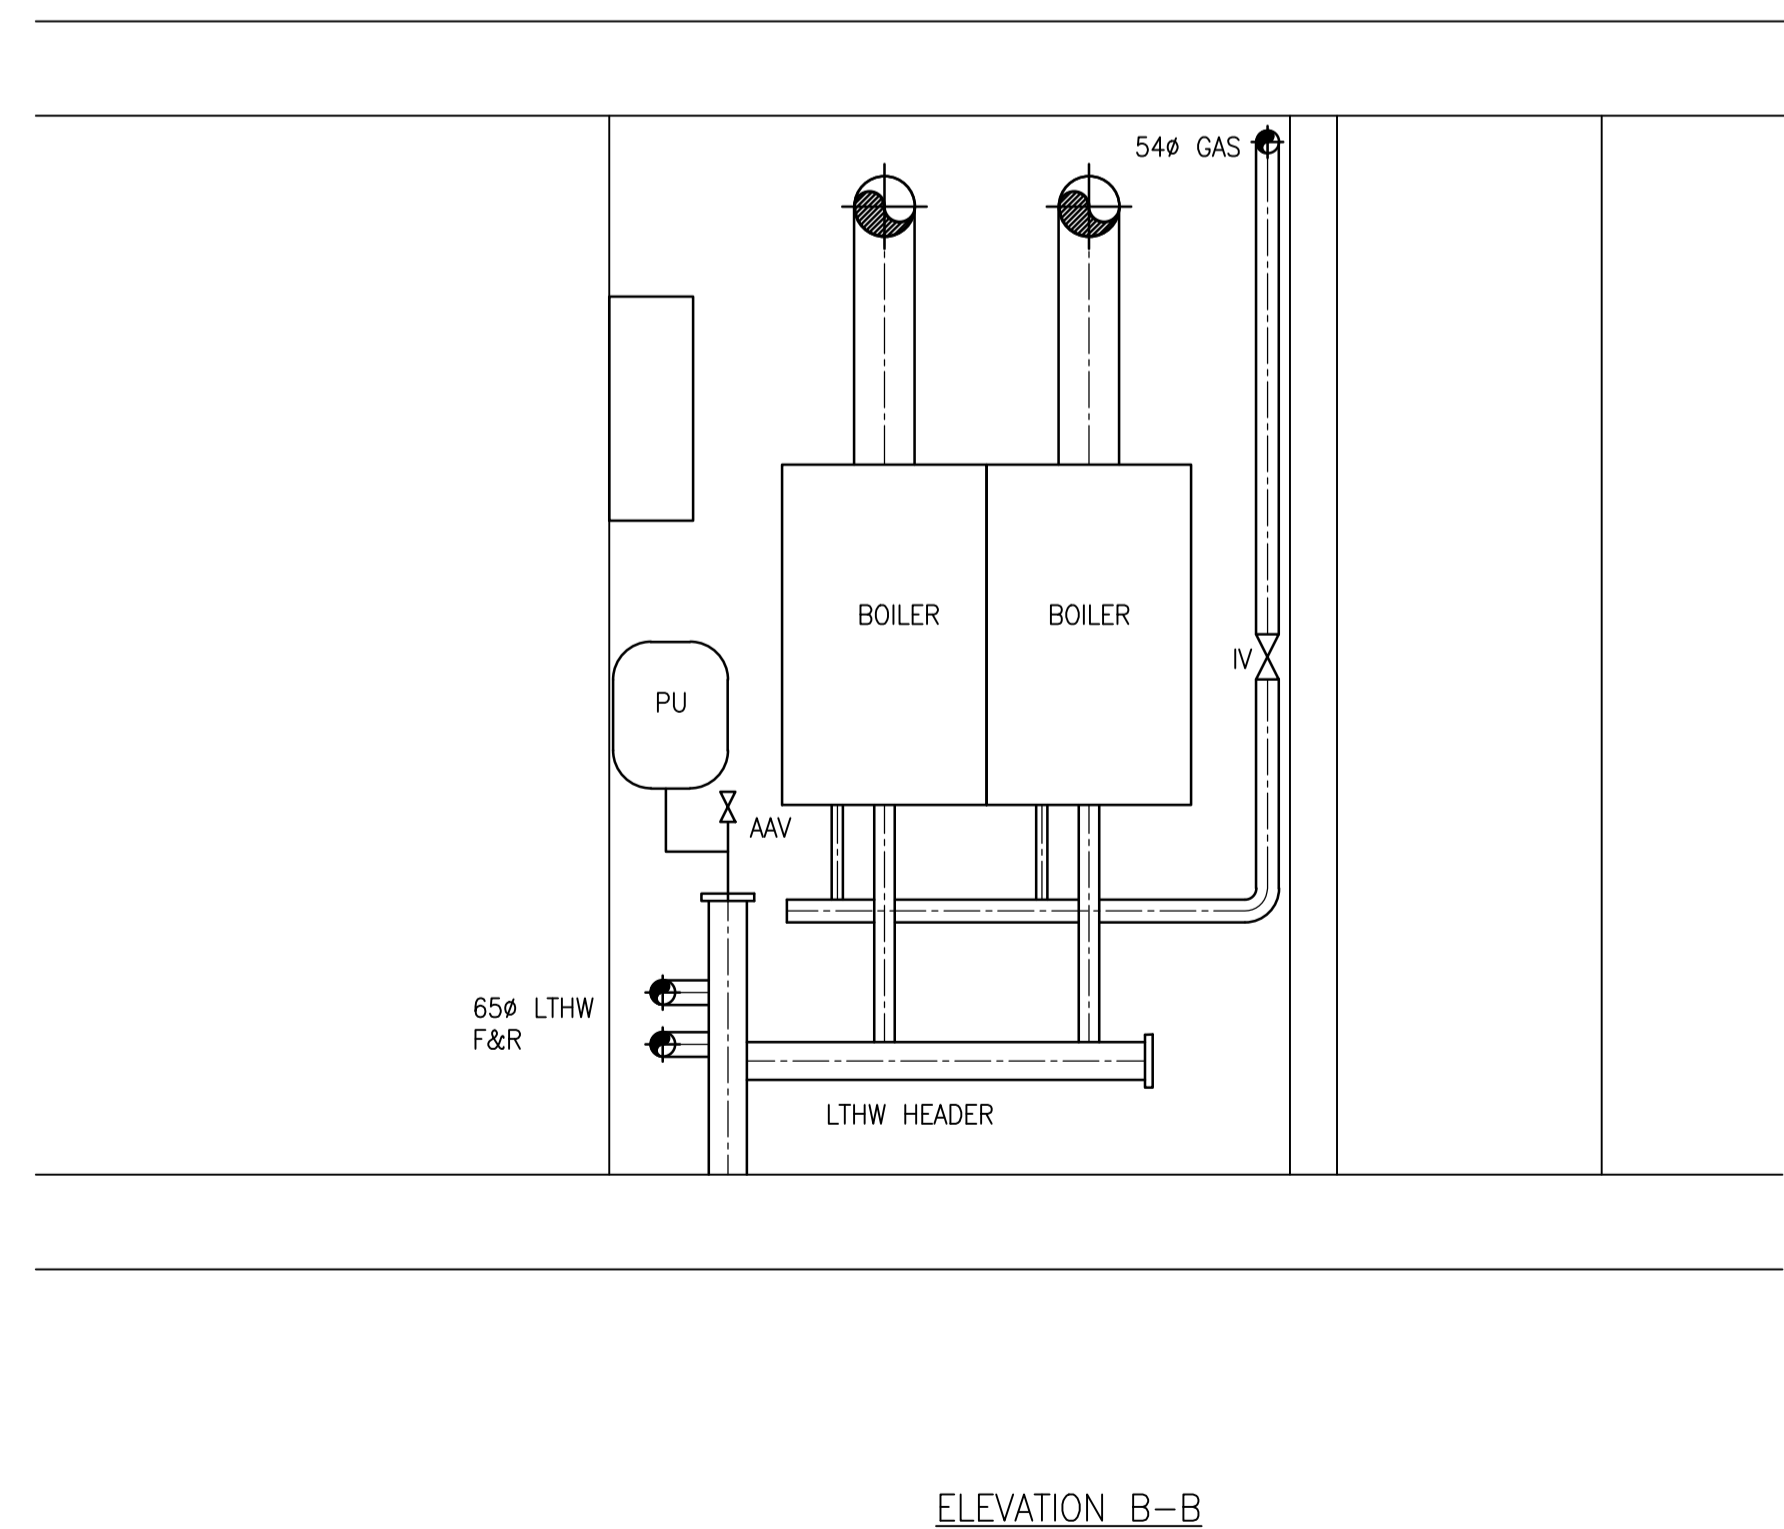 54ø GAS
BOILER
BOILER
IV
PU
AAV
65ø LTHW
F&R
LTHW HEADER
ELEVATION B-B